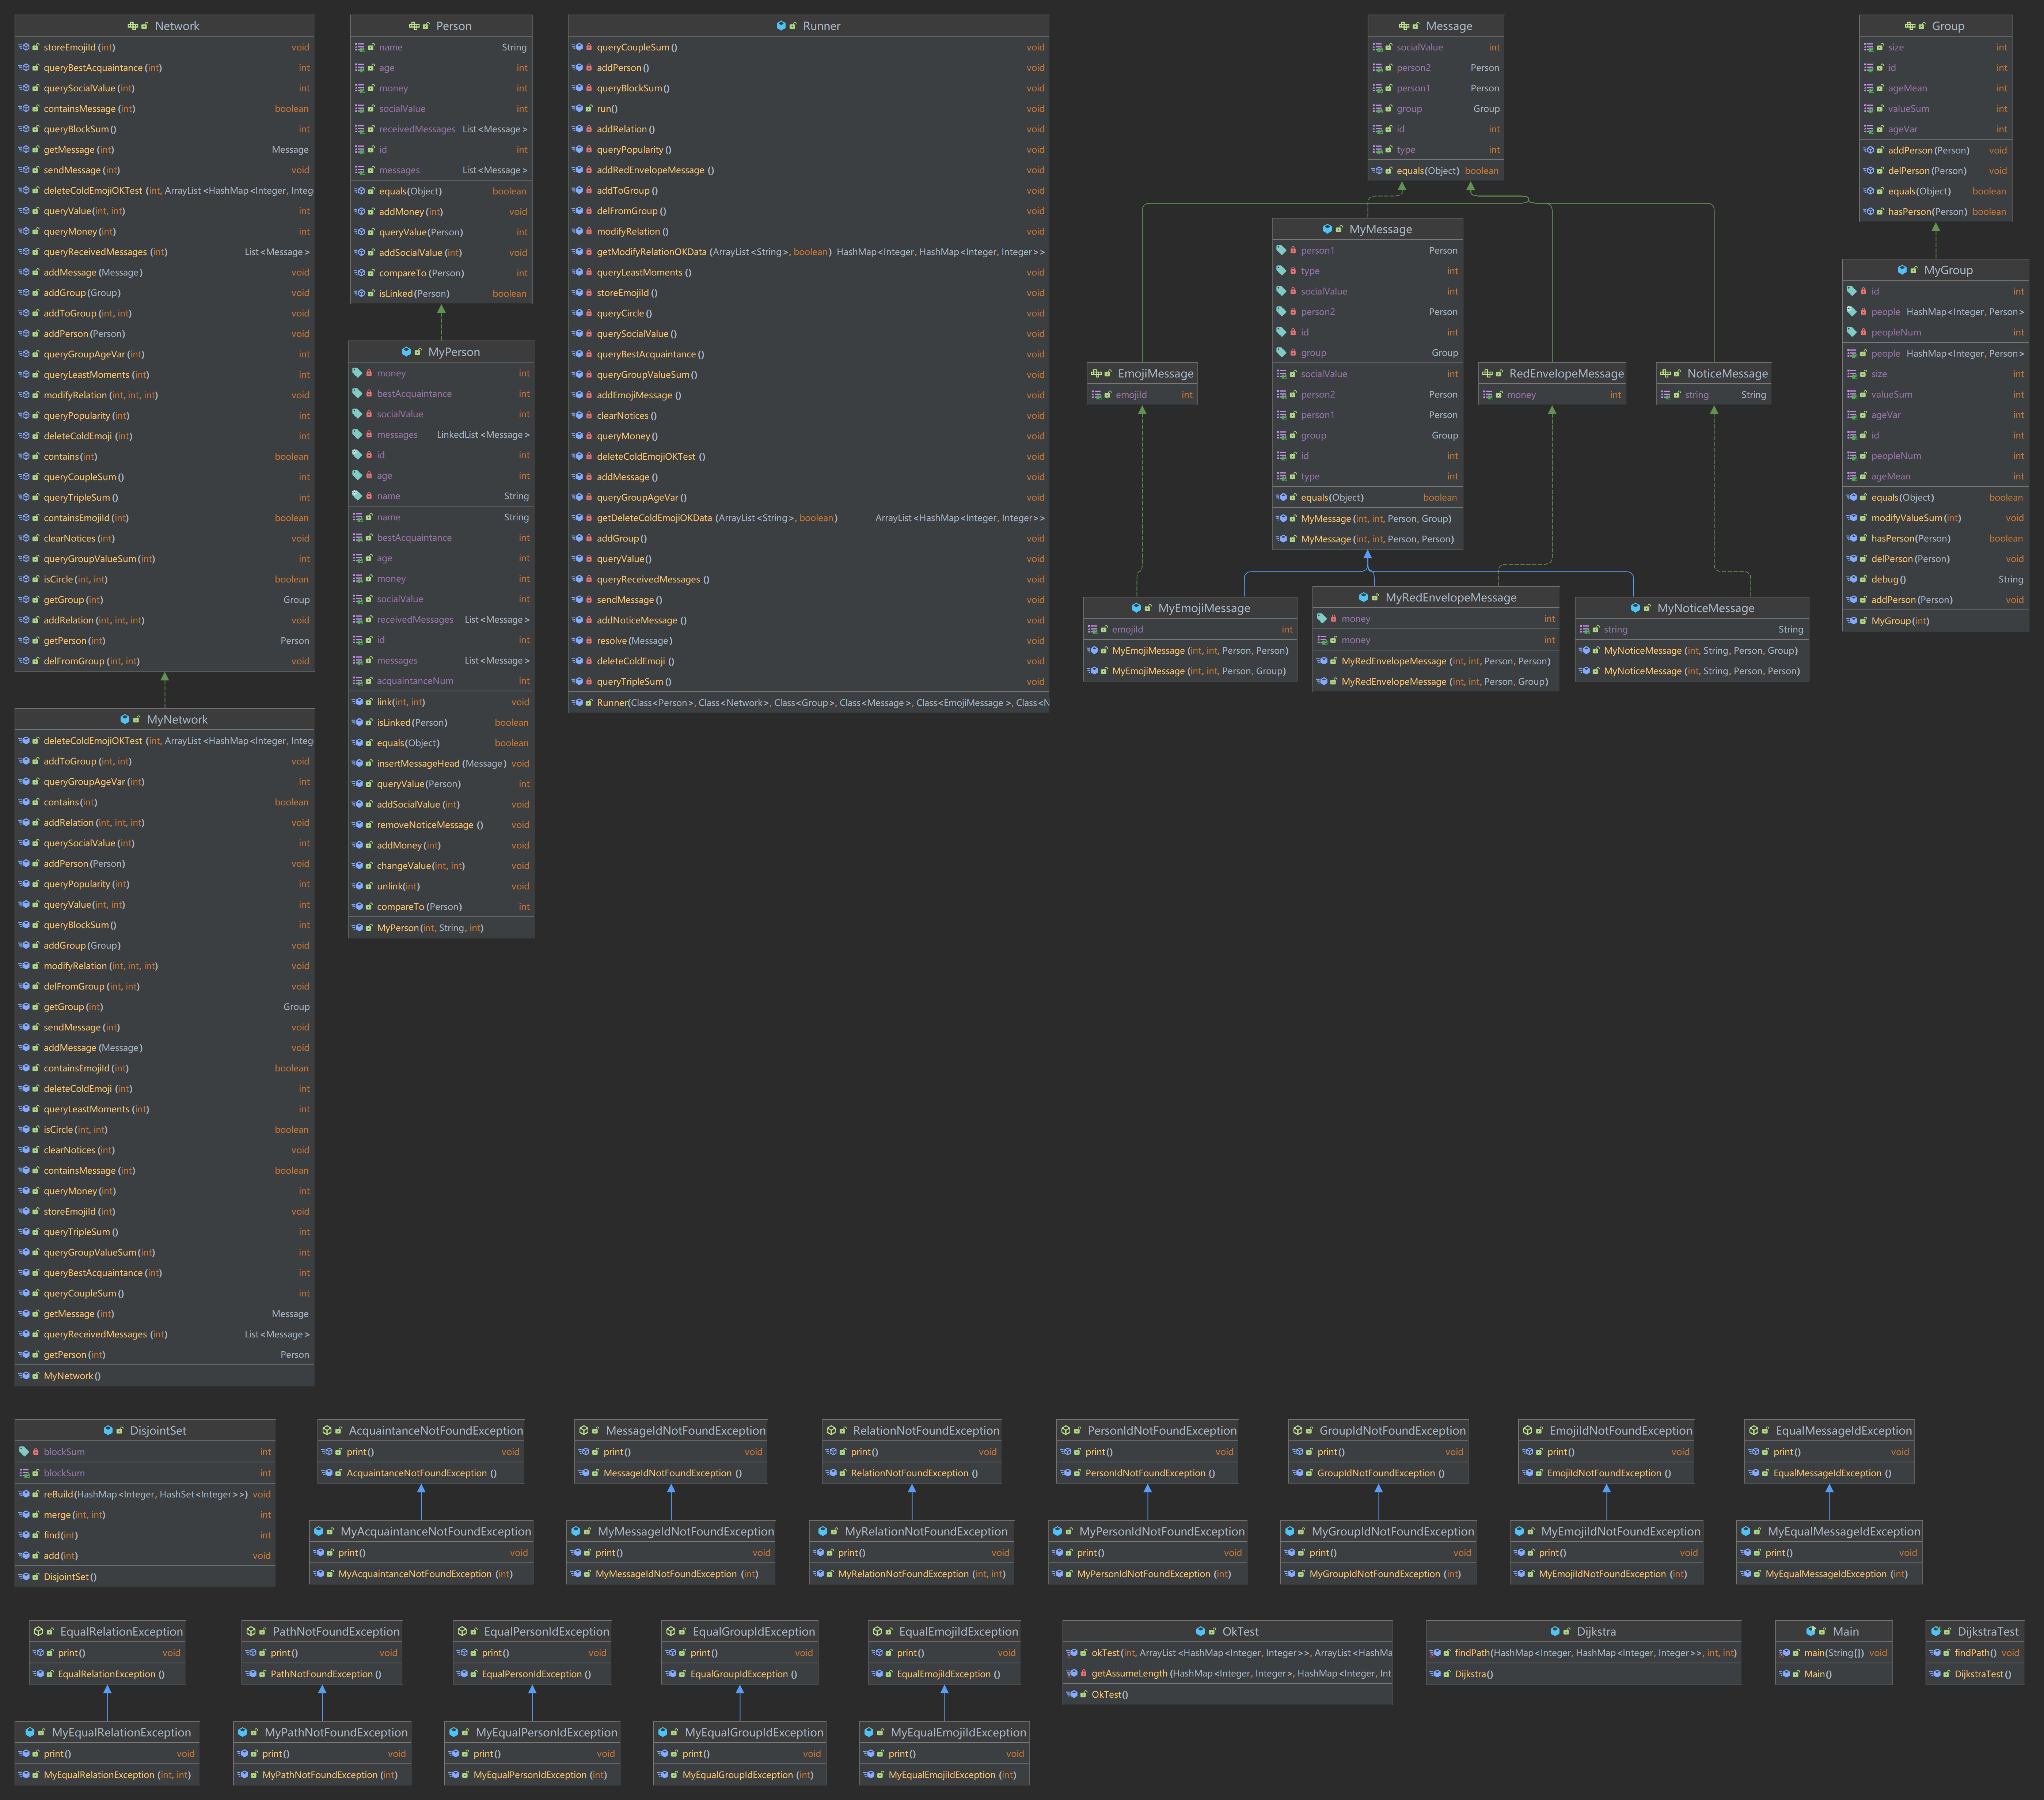 Network
storeEmojiId(int) void
queryBestAcquaintance(int) int
querySocialValue(int) int
containsMessage(int) boolean
queryBlockSum() int
getMessage(int) Message
sendMessage(int) void
deleteColdEmojiOKTest(int, ArrayList<HashMap<Integer, Integ
queryValue(int, int) int
queryMoney(int) int
queryReceivedMessages(int) List<Message>
addMessage(Message) void
addGroup(Group) void
addToGroup(int, int) void
addPerson(Person) void
queryGroupAgeVar(int) int
queryLeastMoments(int) int
modifyRelation(int, int, int) void
queryPopularity(int) int
deleteColdEmoji(int) int
contains(int) boolean
queryCoupleSum() int
queryTripleSum() int
containsEmojiId(int) boolean
clearNotices(int) void
queryGroupValueSum(int) int
isCircle(int, int) boolean
getGroup(int) Group
addRelation(int, int, int) void
getPerson(int) Person
delFromGroup(int, int) void
MyNetwork
deleteColdEmojiOKTest(int, ArrayList<HashMap<Integer, Integ
addToGroup(int, int) void
queryGroupAgeVar(int) int
contains(int) boolean
addRelation(int, int, int) void
querySocialValue(int) int
addPerson(Person) void
queryPopularity(int) int
queryValue(int, int) int
queryBlockSum() int
addGroup(Group) void
modifyRelation(int, int, int) void
delFromGroup(int, int) void
getGroup(int) Group
sendMessage(int) void
addMessage(Message) void
containsEmojiId(int) boolean
deleteColdEmoji(int) int
queryLeastMoments(int) int
isCircle(int, int) boolean
clearNotices(int) void
containsMessage(int) boolean
queryMoney(int) int
storeEmojiId(int) void
queryTripleSum() int
queryGroupValueSum(int) int
queryBestAcquaintance(int) int
queryCoupleSum() int
getMessage(int) Message
queryReceivedMessages(int) List<Message>
getPerson(int) Person
MyNetwork()
Person
name String
age int
money int
socialValue int
receivedMessages List<Message>
id int
messages List<Message>
equals(Object) boolean
addMoney(int) void
queryValue(Person) int
addSocialValue(int) void
compareTo(Person) int
isLinked(Person) boolean
MyPerson
money int
bestAcquaintance int
socialValue int
messages LinkedList<Message>
id int
age int
name String
name String
bestAcquaintance int
age int
money int
socialValue int
receivedMessages List<Message>
id int
messages List<Message>
acquaintanceNum int
link(int, int) void
isLinked(Person) boolean
equals(Object) boolean
insertMessageHead(Message) void
queryValue(Person) int
addSocialValue(int) void
removeNoticeMessage() void
addMoney(int) void
changeValue(int, int) void
unlink(int) void
compareTo(Person) int
MyPerson(int, String, int)
Runner
queryCoupleSum() void
addPerson() void
queryBlockSum() void
run() void
addRelation() void
queryPopularity() void
addRedEnvelopeMessage() void
addToGroup() void
delFromGroup() void
modifyRelation() void
getModifyRelationOKData(ArrayList<String>, boolean) HashMap<Integer, HashMap<Integer, Integer>>
queryLeastMoments() void
storeEmojiId() void
queryCircle() void
querySocialValue() void
queryBestAcquaintance() void
queryGroupValueSum() void
addEmojiMessage() void
clearNotices() void
queryMoney() void
deleteColdEmojiOKTest() void
addMessage() void
queryGroupAgeVar() void
getDeleteColdEmojiOKData(ArrayList<String>, boolean) ArrayList<HashMap<Integer, Integer>>
addGroup() void
queryValue() void
queryReceivedMessages() void
sendMessage() void
addNoticeMessage() void
resolve(Message) void
deleteColdEmoji() void
queryTripleSum() void
Runner(Class<Person>, Class<Network>, Class<Group>, Class<Message>, Class<EmojiMessage>, Class<N
Message
socialValue int
person2 Person
person1 Person
group Group
id int
type int
equals(Object) boolean
MyMessage
person1 Person
type int
socialValue int
person2 Person
id int
group Group
socialValue int
person2 Person
person1 Person
group Group
id int
type int
equals(Object) boolean
MyMessage(int, int, Person, Group)
MyMessage(int, int, Person, Person)
EmojiMessage
emojiId int
RedEnvelopeMessage
money int
NoticeMessage
string String
MyEmojiMessage
emojiId int
MyEmojiMessage(int, int, Person, Person)
MyEmojiMessage(int, int, Person, Group)
MyRedEnvelopeMessage
money int
money int
MyRedEnvelopeMessage(int, int, Person, Person)
MyRedEnvelopeMessage(int, int, Person, Group)
MyNoticeMessage
string String
MyNoticeMessage(int, String, Person, Group)
MyNoticeMessage(int, String, Person, Person)
Group
size int
id int
ageMean int
valueSum int
ageVar int
addPerson(Person) void
delPerson(Person) void
equals(Object) boolean
hasPerson(Person) boolean
MyGroup
id int
people HashMap<Integer, Person>
peopleNum int
people HashMap<Integer, Person>
size int
valueSum int
ageVar int
id int
peopleNum int
ageMean int
equals(Object) boolean
modifyValueSum(int) void
hasPerson(Person) boolean
delPerson(Person) void
debug() String
addPerson(Person) void
MyGroup(int)
DisjointSet
blockSum int
blockSum int
reBuild(HashMap<Integer, HashSet<Integer>>) void
merge(int, int) int
find(int) int
add(int) void
DisjointSet()
AcquaintanceNotFoundException
print() void
AcquaintanceNotFoundException()
MyAcquaintanceNotFoundException
print() void
MyAcquaintanceNotFoundException(int)
MessageIdNotFoundException
print() void
MessageIdNotFoundException()
MyMessageIdNotFoundException
print() void
MyMessageIdNotFoundException(int)
RelationNotFoundException
print() void
RelationNotFoundException()
MyRelationNotFoundException
print() void
MyRelationNotFoundException(int, int)
PersonIdNotFoundException
print() void
PersonIdNotFoundException()
MyPersonIdNotFoundException
print() void
MyPersonIdNotFoundException(int)
GroupIdNotFoundException
print() void
GroupIdNotFoundException()
MyGroupIdNotFoundException
print() void
MyGroupIdNotFoundException(int)
EmojiIdNotFoundException
print() void
EmojiIdNotFoundException()
MyEmojiIdNotFoundException
print() void
MyEmojiIdNotFoundException(int)
EqualMessageIdException
print() void
EqualMessageIdException()
MyEqualMessageIdException
print() void
MyEqualMessageIdException(int)
EqualRelationException
print() void
EqualRelationException()
MyEqualRelationException
print() void
MyEqualRelationException(int, int)
PathNotFoundException
print() void
PathNotFoundException()
MyPathNotFoundException
print() void
MyPathNotFoundException(int)
EqualPersonIdException
print() void
EqualPersonIdException()
MyEqualPersonIdException
print() void
MyEqualPersonIdException(int)
EqualGroupIdException
print() void
EqualGroupIdException()
MyEqualGroupIdException
print() void
MyEqualGroupIdException(int)
EqualEmojiIdException
print() void
EqualEmojiIdException()
MyEqualEmojiIdException
print() void
MyEqualEmojiIdException(int)
OkTest
okTest(int, ArrayList<HashMap<Integer, Integer>>, ArrayList<HashMa
getAssumeLength(HashMap<Integer, Integer>, HashMap<Integer, Int
OkTest()
Dijkstra
findPath(HashMap<Integer, HashMap<Integer, Integer>>, int, int) int
Dijkstra()
Main
main(String[]) void
Main()
DijkstraTest
findPath() void
DijkstraTest()